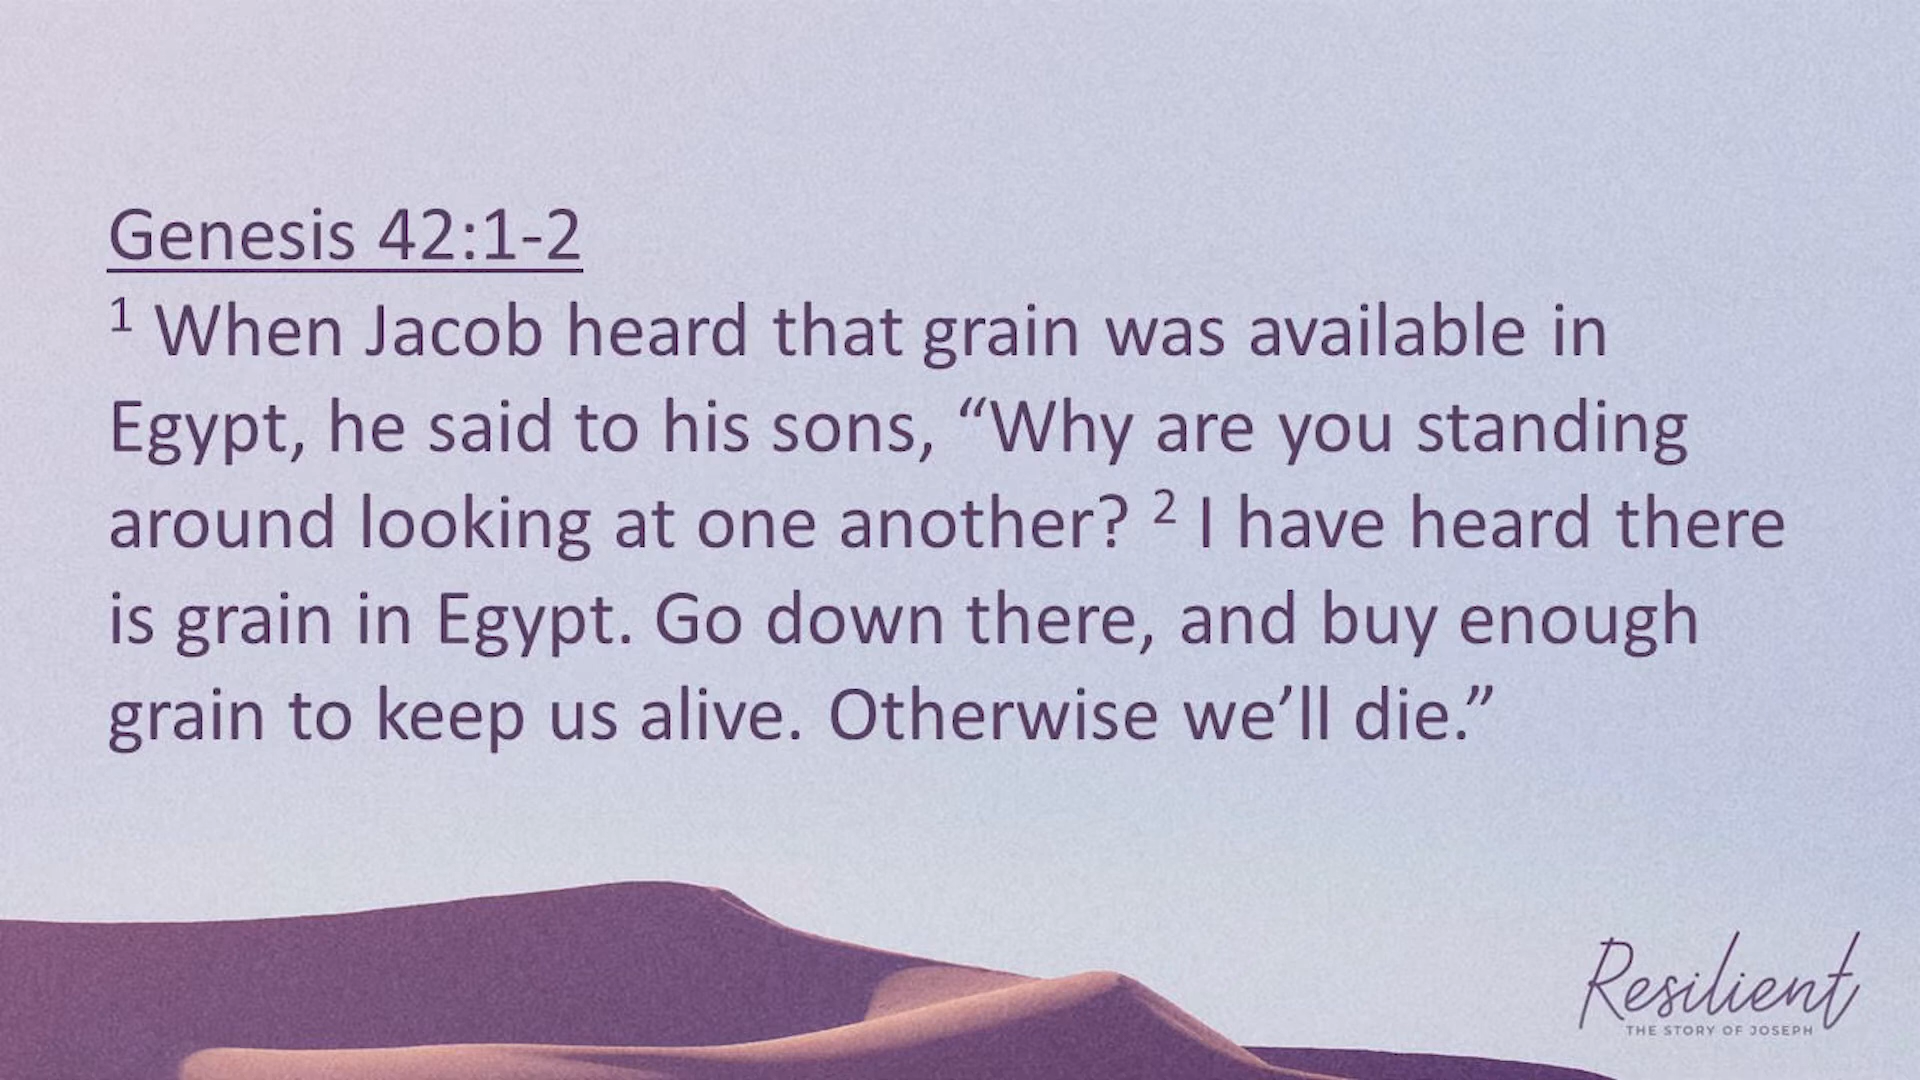 Genesis 42:1-2
1 When Jacob heard that grain was available in
Egypt, he said to his sons, “Why are you standing
around looking at one another? 2 I have heard there
is grain in Egypt. Go down there, and buy enough
grain to keep us alive. Otherwise we’ll die.”
Resilient
THE STORY OF JOSEPH